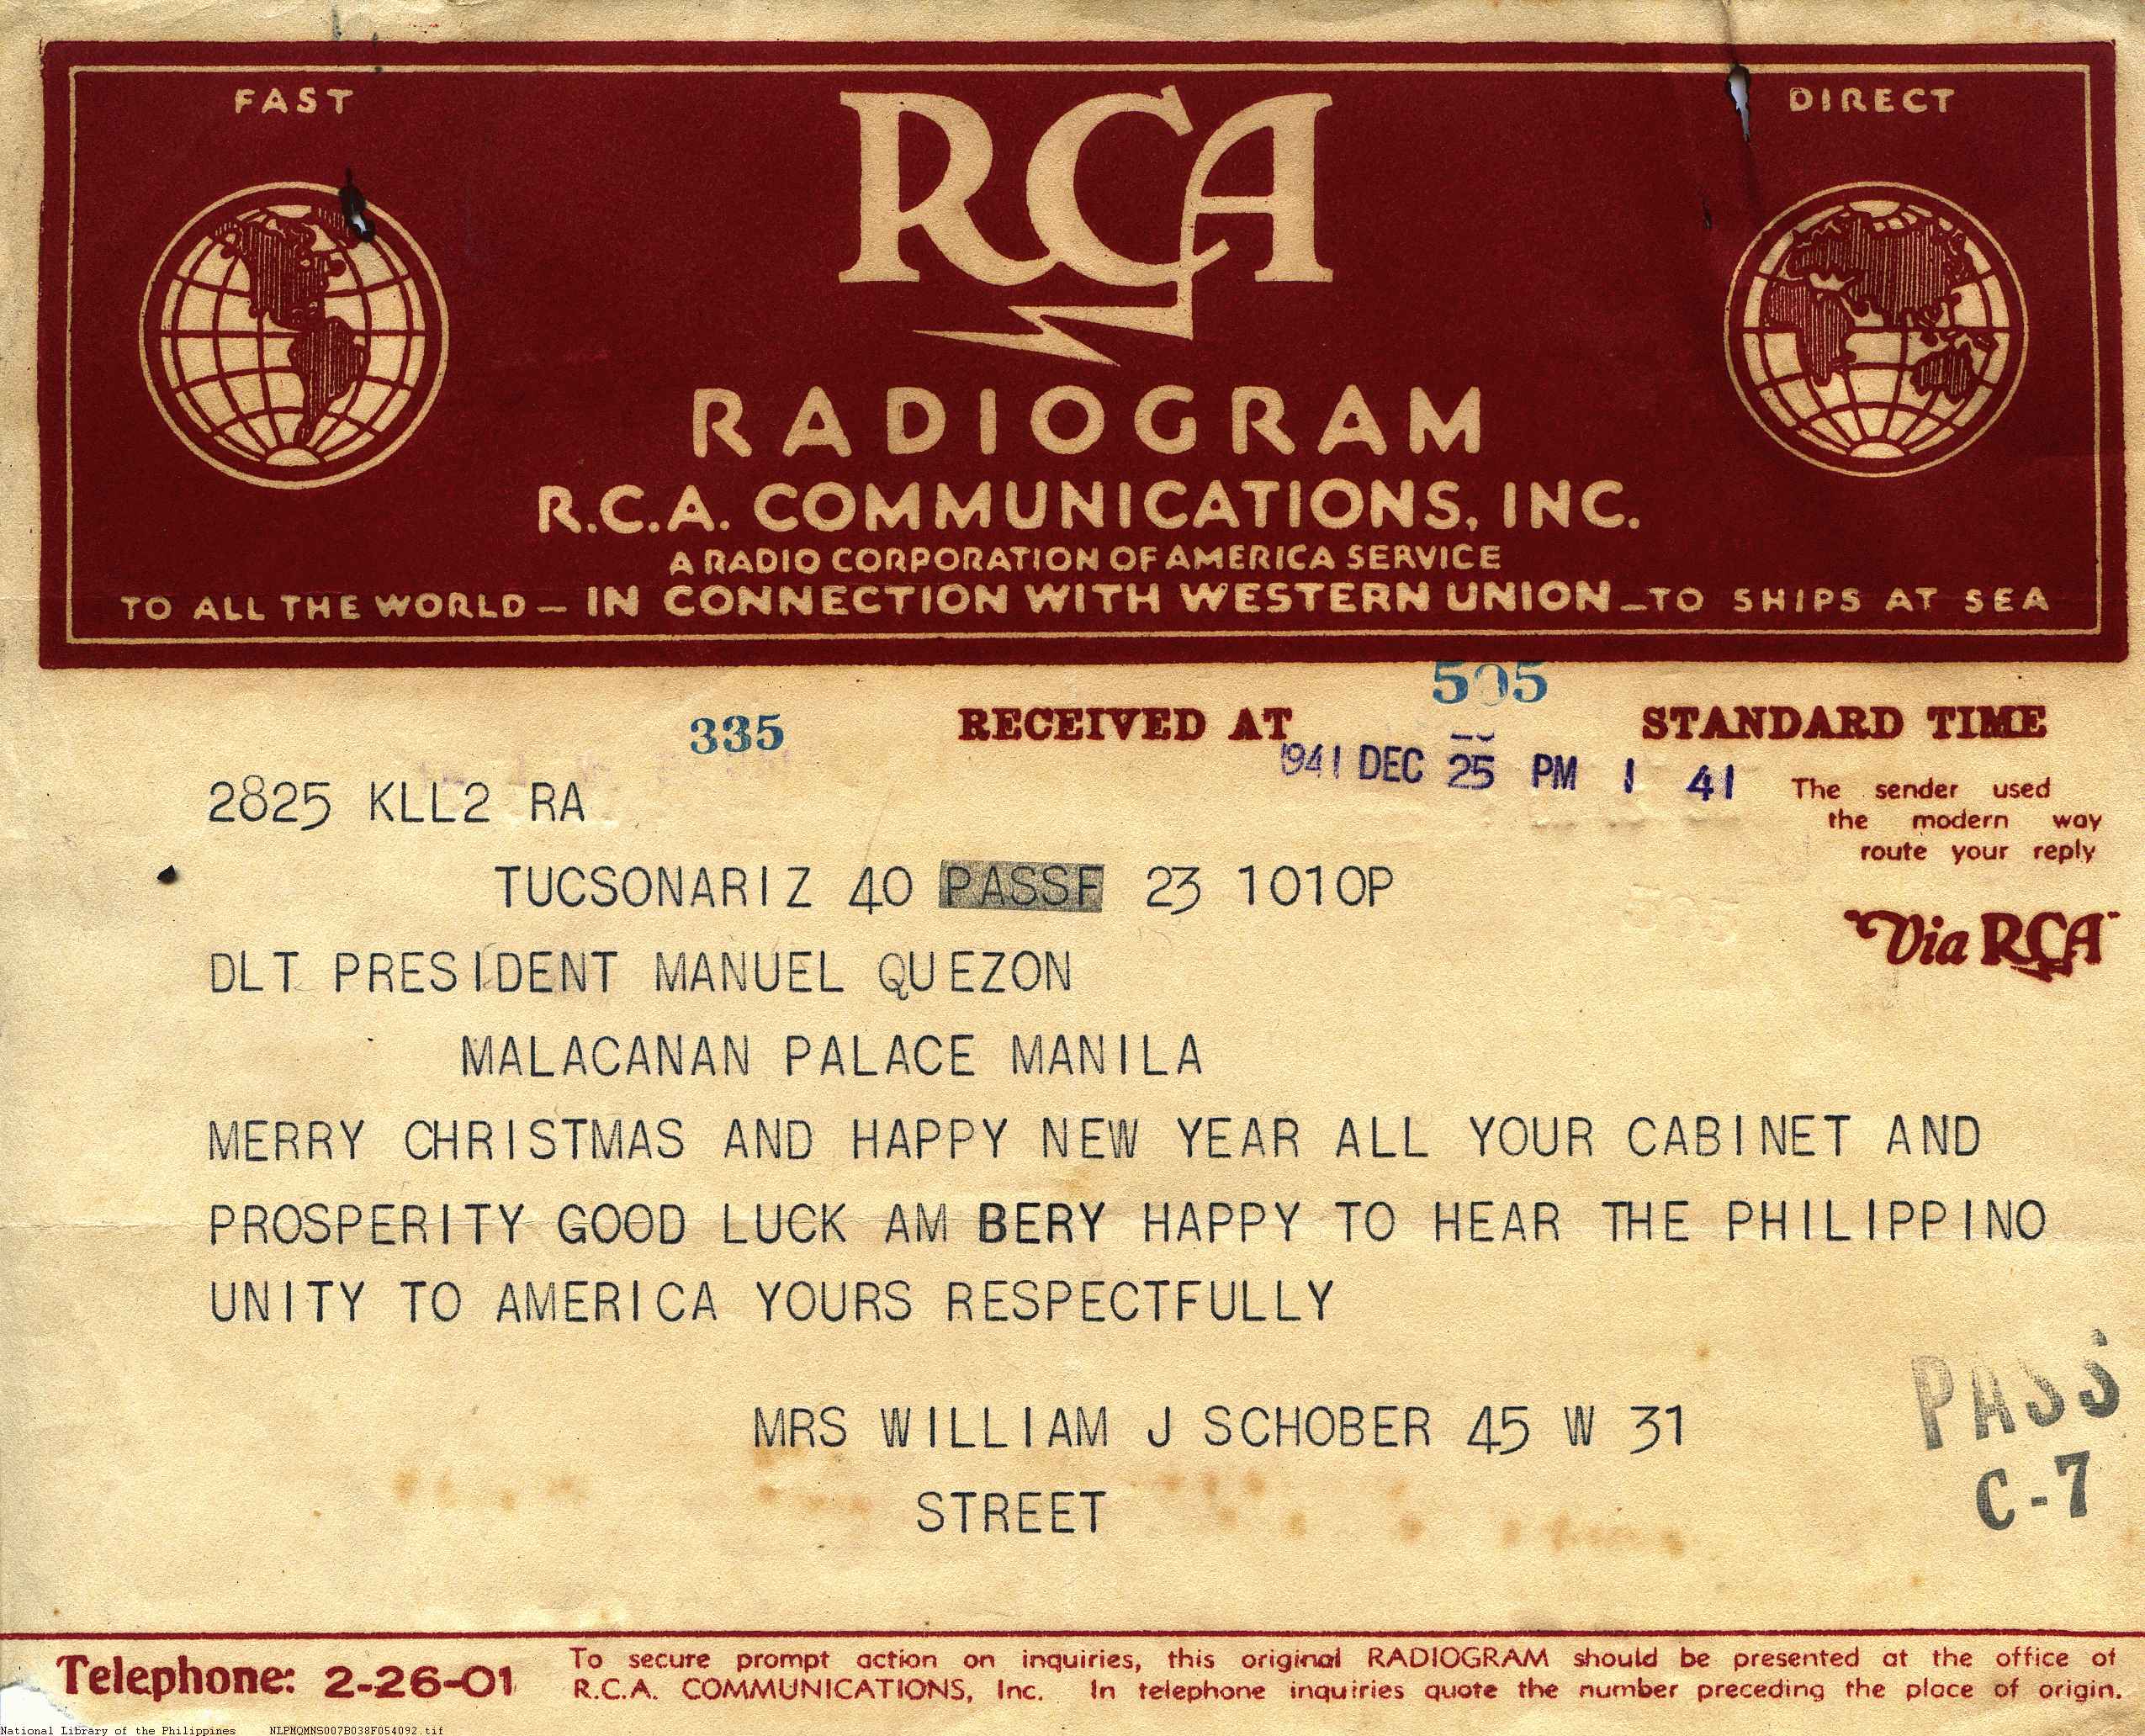 FAST
DIRECT
RCA
RADIOGRAM
R.C.A. COMMUNICATIONS, INC.
A RADIO CORPORATION OF AMERICA SERVICE
TO ALL THE WORLD — IN CONNECTION WITH WESTERN UNION — TO SHIPS AT SEA
505
335 RECEIVED AT STANDARD TIME
1941 DEC 25 PM 1 41
2825 KLL2 RA
The sender used
the modern way
route your reply
Via RCA
TUCSONARIZ 40 PASSF 23 1010P
DLT PRESIDENT MANUEL QUEZON
MALACANAN PALACE MANILA
MERRY CHRISTMAS AND HAPPY NEW YEAR ALL YOUR CABINET AND
PROSPERITY GOOD LUCK AM BERY HAPPY TO HEAR THE PHILIPPINO
UNITY TO AMERICA YOURS RESPECTFULLY
MRS WILLIAM J SCHOBER 45 W 31
STREET
PASS
C-7
Telephone: 2-26-01
To secure prompt action on inquiries, this original RADIOGRAM should be presented at the office of
R.C.A. COMMUNICATIONS, Inc. In telephone inquiries quote the number preceding the place of origin.
National Library of the Philippines NLPMQMNS007B038F054092.tif